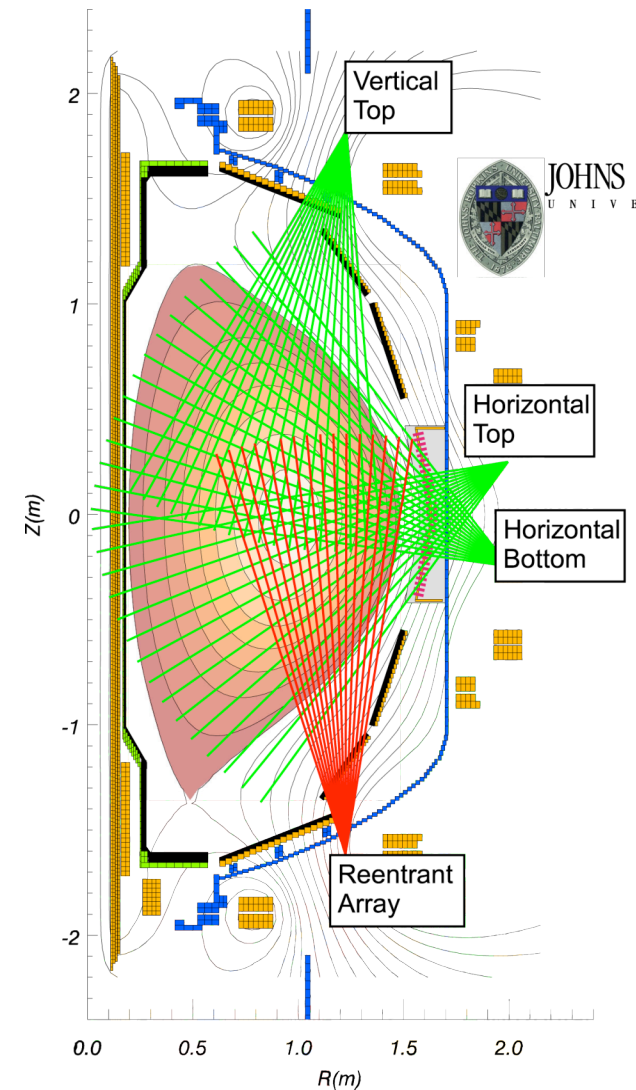 Vertical
Top
JOHNS
UNIVE
Horizontal
Top
Horizontal
Bottom
Reentrant
Array
2
1
0
-1
-2
Z(m)
0.0 0.5 1.0 1.5 2.0
R(m)